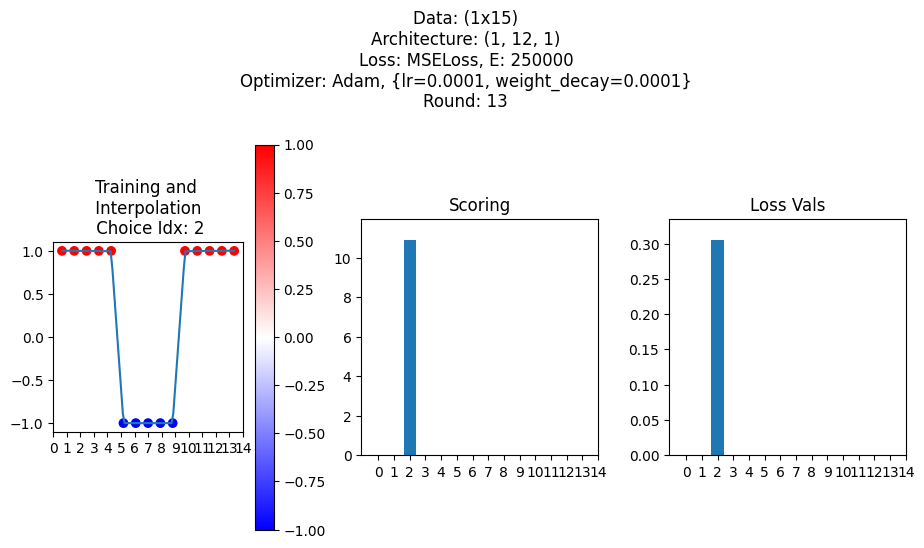 Data: (1x15)
Architecture: (1, 12, 1)
Loss: MSELoss, E: 250000
Optimizer: Adam, {lr=0.0001, weight_decay=0.0001}
Round: 13
Training and
Interpolation
Choice Idx: 2
1.0
0.5
0.0
−0.5
−1.0
0 1 2 3 4 5 6 7 8 9 10 11 12 13 14
1.00
0.75
0.50
0.25
0.00
−0.25
−0.50
−0.75
−1.00
Scoring
10
8
6
4
2
0
0 1 2 3 4 5 6 7 8 9 10 11 12 13 14
Loss Vals
0.30
0.25
0.20
0.15
0.10
0.05
0.00
0 1 2 3 4 5 6 7 8 9 10 11 12 13 14